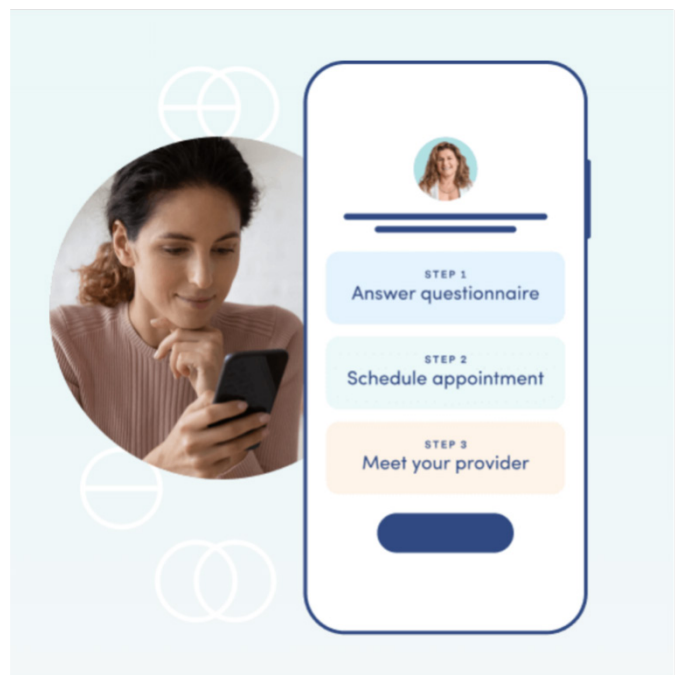 STEP 1
Answer questionnaire
STEP 2
Schedule appointment
STEP 3
Meet your provider